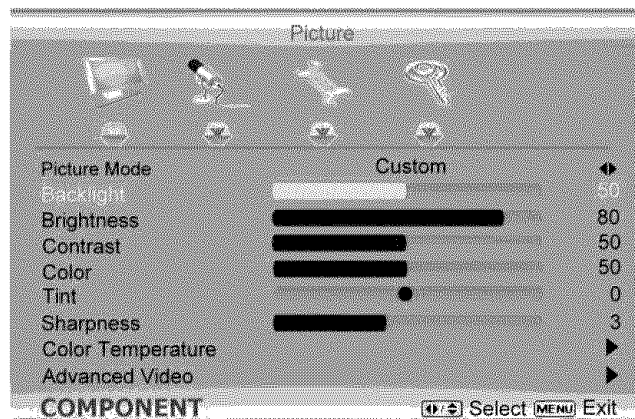 Picture
Picture Mode Custom
Backlight 50
Brightness 80
Contrast 50
Color 50
Tint 0
Sharpness 3
Color Temperature
Advanced Video
COMPONENT Select MENU Exit